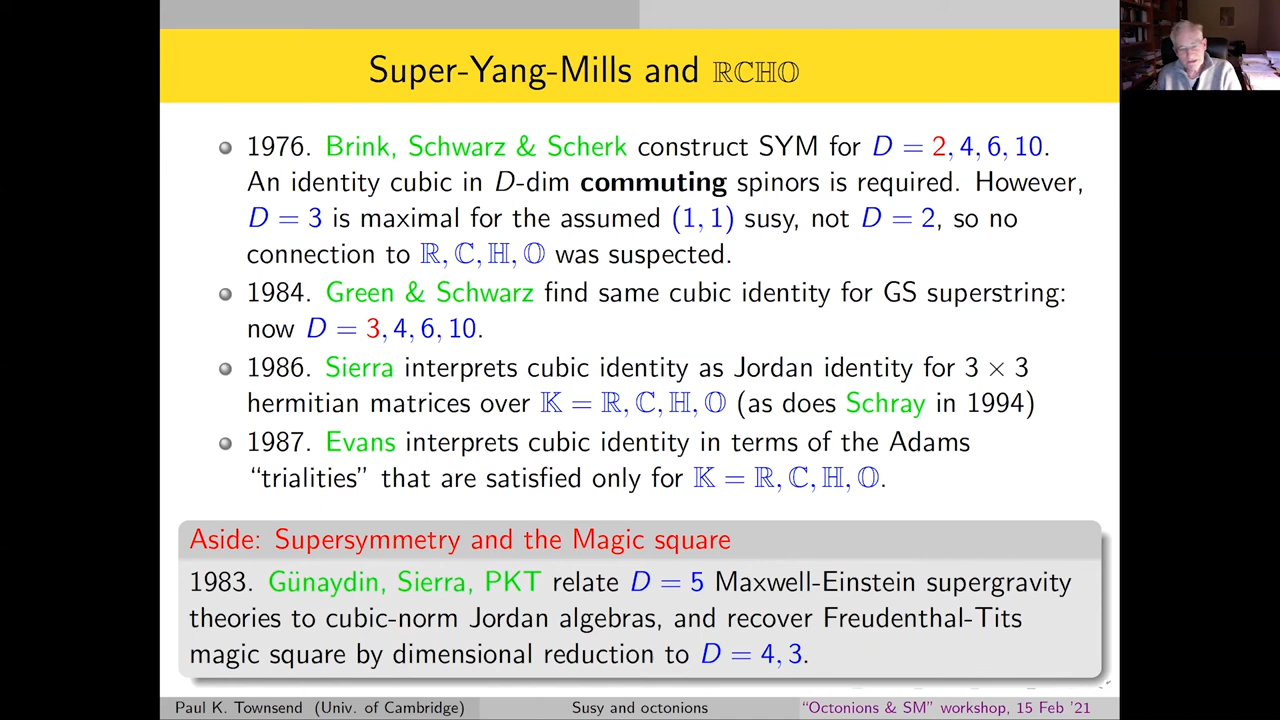 Super-Yang-Mills and ℝℂℍ𝕆
1976. Brink, Schwarz & Scherk construct SYM for D = 2, 4, 6, 10.
An identity cubic in D-dim commuting spinors is required. However,
D = 3 is maximal for the assumed (1, 1) susy, not D = 2, so no
connection to ℝ, ℂ, ℍ, 𝕆 was suspected.
1984. Green & Schwarz find same cubic identity for GS superstring:
now D = 3, 4, 6, 10.
1986. Sierra interprets cubic identity as Jordan identity for 3 × 3
hermitian matrices over 𝕂 = ℝ, ℂ, ℍ, 𝕆 (as does Schray in 1994)
1987. Evans interprets cubic identity in terms of the Adams
“trialities” that are satisfied only for 𝕂 = ℝ, ℂ, ℍ, 𝕆.
Aside: Supersymmetry and the Magic square
1983. Günaydin, Sierra, PKT relate D = 5 Maxwell-Einstein supergravity
theories to cubic-norm Jordan algebras, and recover Freudenthal-Tits
magic square by dimensional reduction to D = 4, 3.
Paul K. Townsend (Univ. of Cambridge) Susy and octonions “Octonions & SM” workshop, 15 Feb ’21